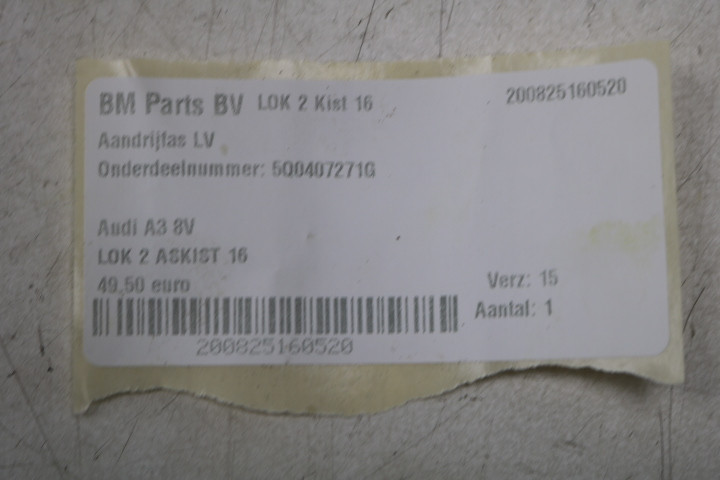 BM Parts BV LOK 2 Kist 16 200825160520
Aandrijfas LV
Onderdeelnummer: 5Q0407271G
Audi A3 8V
LOK 2 ASKIST 16
49,50 euro
Verz: 15
Aantal: 1
200825160520